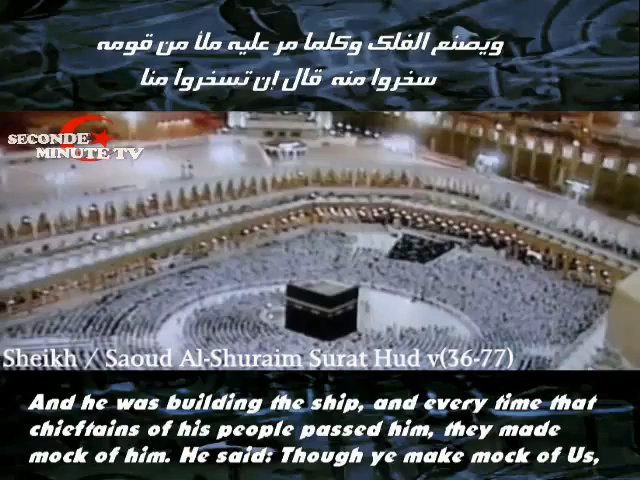 ويصنع الفلك وكلما مر عليه ملأ من قومه
سخروا منه قال إن تسخروا منا
SECONDE
MINUTE TV
Sheikh / Saoud Al-Shuraim Surat Hud v(36-77)
And he was building the ship, and every time that
chieftains of his people passed him, they made
mock of him. He said: Though ye make mock of Us,